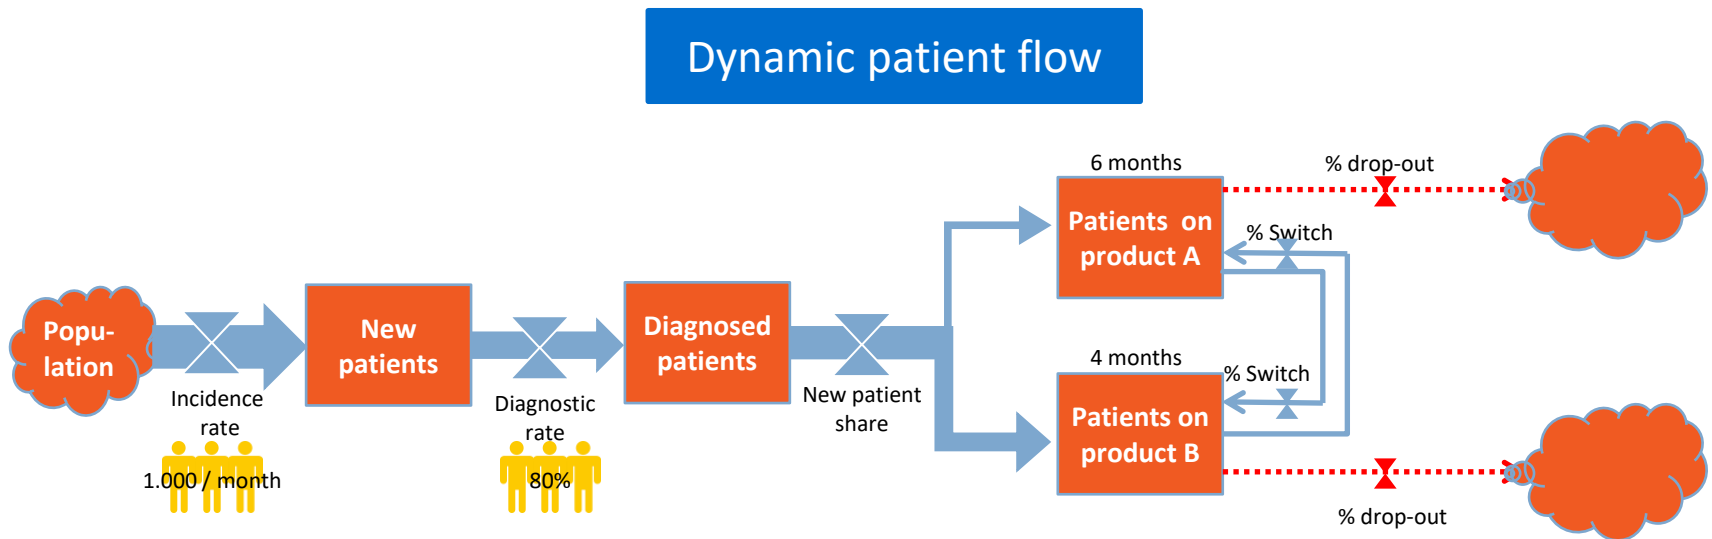 Dynamic patient flow
Popu-
lation
Incidence
rate
1.000 / month
New
patients
Diagnostic
rate
80%
Diagnosed
patients
New patient
share
6 months
Patients on
product A
% drop-out
% Switch
4 months
Patients on
product B
% Switch
% drop-out